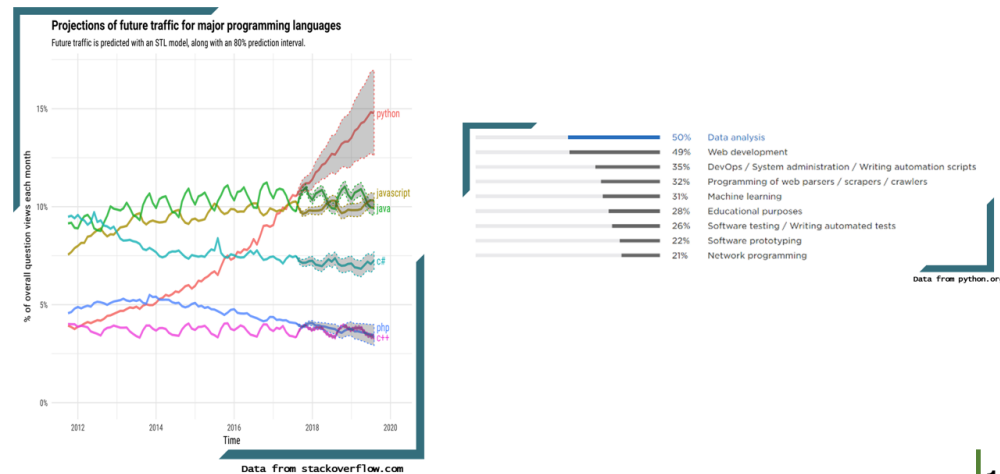 Projections of future traffic for major programming languages
Future traffic is predicted with an STL model, along with an 80% prediction interval.
% of overall question views each month
15%
10%
5%
0%
python
javascript
java
c#
php
c++
2012
2014
2016
2018
2020
Time
Data from stackoverflow.com
50% Data analysis
49% Web development
35% DevOps / System administration / Writing automation scripts
32% Programming of web parsers / scrapers / crawlers
31% Machine learning
28% Educational purposes
26% Software testing / Writing automated tests
22% Software prototyping
21% Network programming
Data from python.or